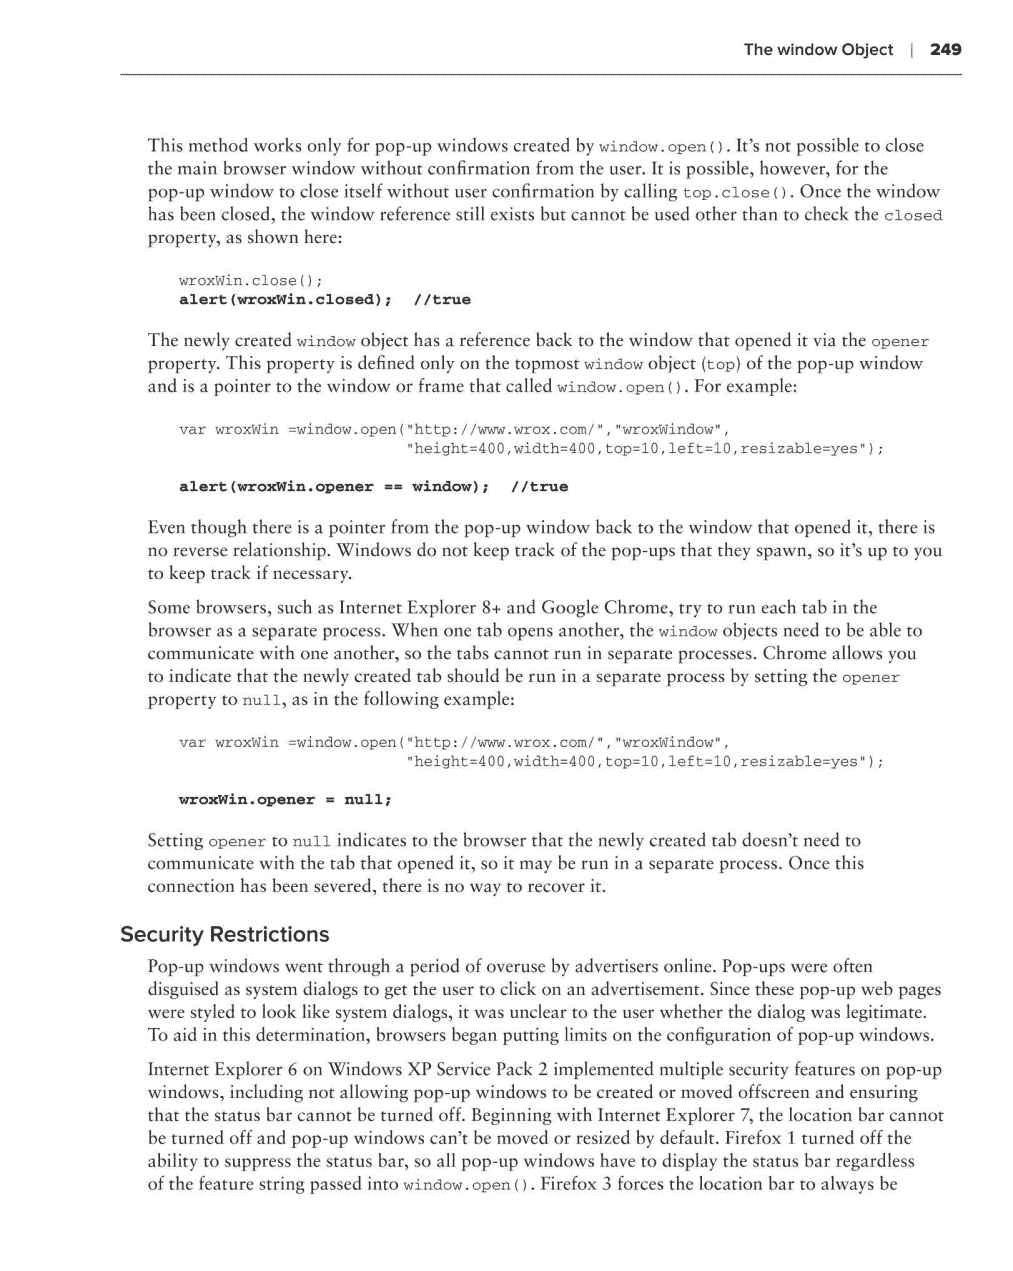 The window Object | 249
This method works only for pop-up windows created by window.open(). It’s not possible to close
the main browser window without confirmation from the user. It is possible, however, for the
pop-up window to close itself without user confirmation by calling top.close(). Once the window
has been closed, the window reference still exists but cannot be used other than to check the closed
property, as shown here:
wroxWin.close();
alert(wroxWin.closed);  //true
The newly created window object has a reference back to the window that opened it via the opener
property. This property is defined only on the topmost window object (top) of the pop-up window
and is a pointer to the window or frame that called window.open(). For example:
var wroxWin =window.open("http://www.wrox.com/","wroxWindow",
"height=400,width=400,top=10,left=10,resizable=yes");
alert(wroxWin.opener == window);  //true
Even though there is a pointer from the pop-up window back to the window that opened it, there is
no reverse relationship. Windows do not keep track of the pop-ups that they spawn, so it’s up to you
to keep track if necessary.
Some browsers, such as Internet Explorer 8+ and Google Chrome, try to run each tab in the
browser as a separate process. When one tab opens another, the window objects need to be able to
communicate with one another, so the tabs cannot run in separate processes. Chrome allows you
to indicate that the newly created tab should be run in a separate process by setting the opener
property to null, as in the following example:
var wroxWin =window.open("http://www.wrox.com/","wroxWindow",
"height=400,width=400,top=10,left=10,resizable=yes");
wroxWin.opener = null;
Setting opener to null indicates to the browser that the newly created tab doesn’t need to
communicate with the tab that opened it, so it may be run in a separate process. Once this
connection has been severed, there is no way to recover it.
Security Restrictions
Pop-up windows went through a period of overuse by advertisers online. Pop-ups were often
disguised as system dialogs to get the user to click on an advertisement. Since these pop-up web pages
were styled to look like system dialogs, it was unclear to the user whether the dialog was legitimate.
To aid in this determination, browsers began putting limits on the configuration of pop-up windows.
Internet Explorer 6 on Windows XP Service Pack 2 implemented multiple security features on pop-up
windows, including not allowing pop-up windows to be created or moved offscreen and ensuring
that the status bar cannot be turned off. Beginning with Internet Explorer 7, the location bar cannot
be turned off and pop-up windows can’t be moved or resized by default. Firefox 1 turned off the
ability to suppress the status bar, so all pop-up windows have to display the status bar regardless
of the feature string passed into window.open(). Firefox 3 forces the location bar to always be